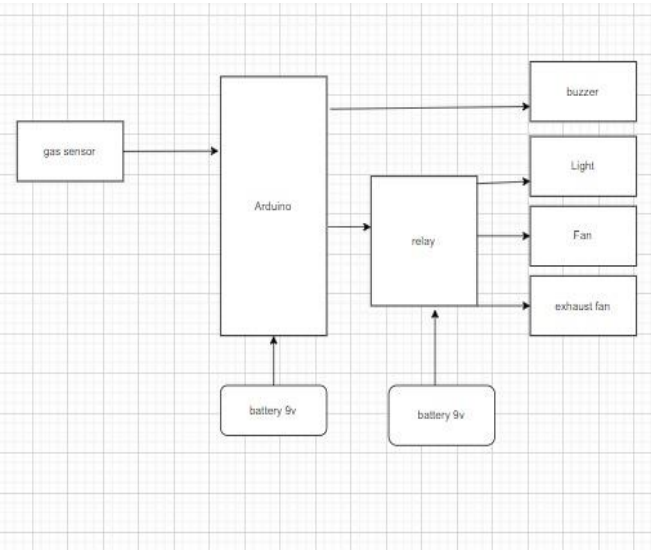 buzzer
gas sensor
Light
Arduino
relay
Fan
exhaust fan
battery 9v
battery 9v